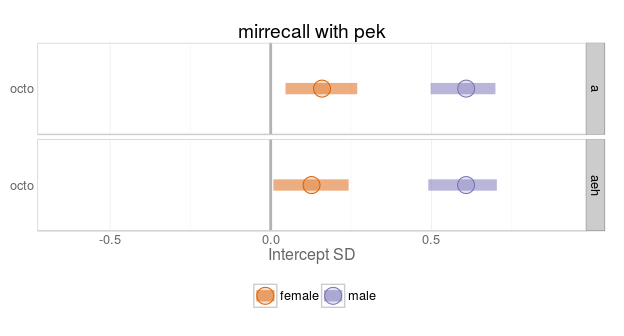 mirrecall with pek
octo
a
octo
aeh
-0.5 0.0 0.5
Intercept SD
female male